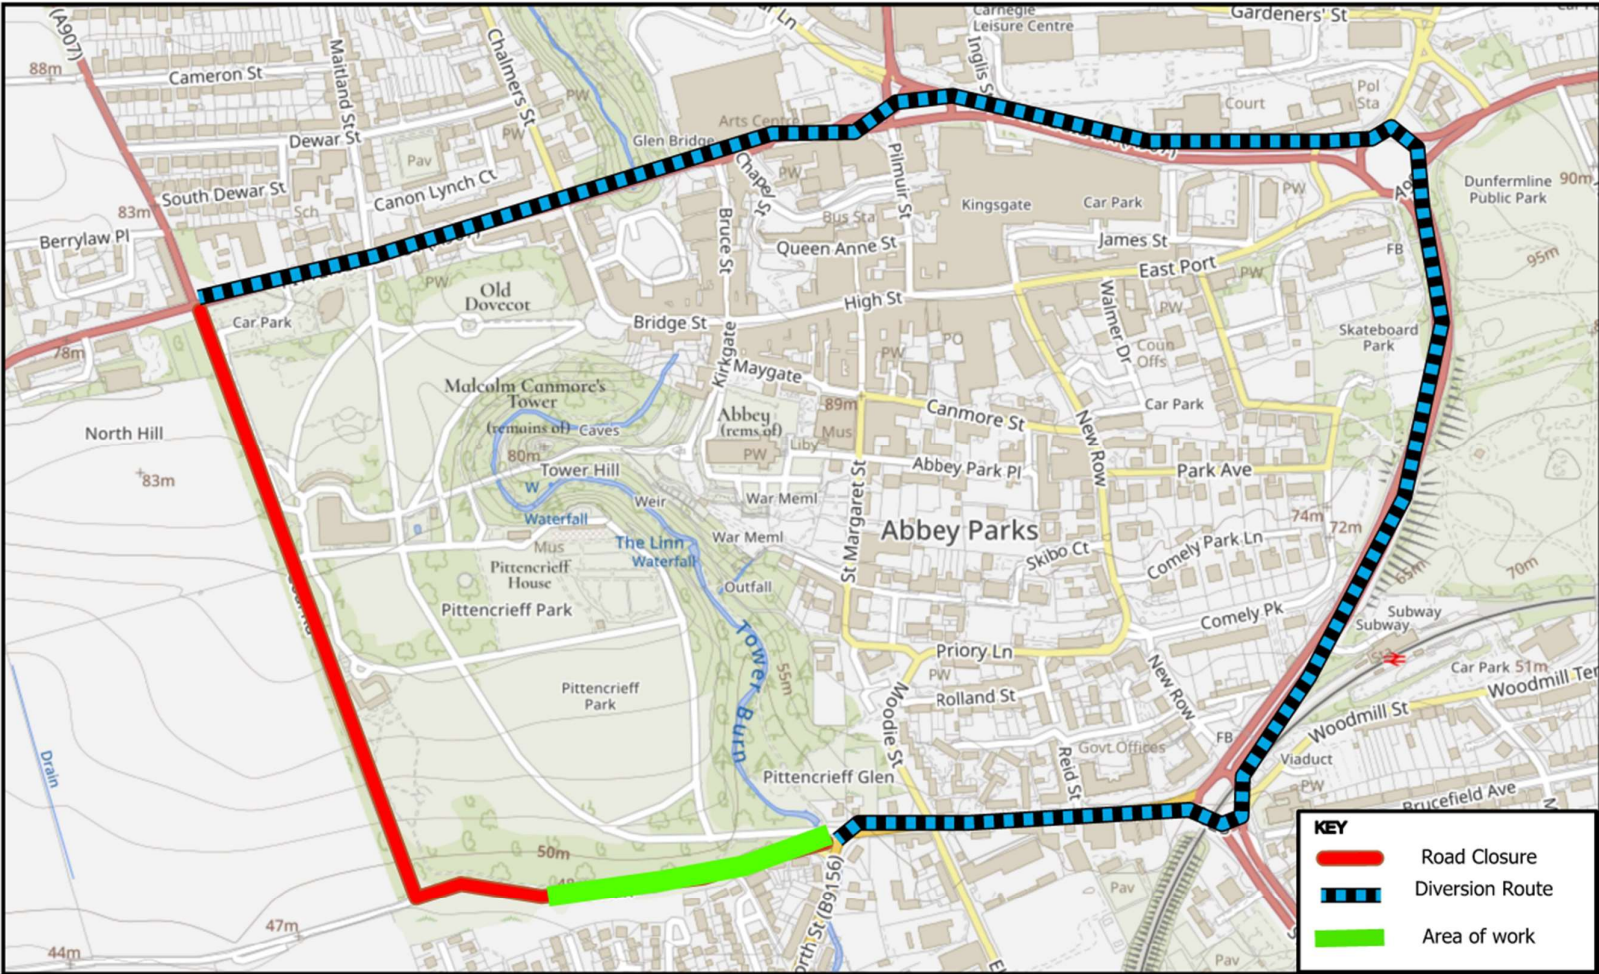 (A907)
Carnegie
Leisure Centre
Gardeners' St
88m
Cameron St
Maitland St
Chalmers St
PW
Inglis S
Pol
Sta
Court
Arts Centre
Glen Bridge
Dewar St
PW
Pav
Canon Lynch Ct
South Dewar St
Sch
83m
Berrylaw Pl
Chapel St
PW
Pilmuir St
Kingsgate
Car Park
PW
Dunfermline
Public Park
90m
Bus Sta
Bruce St
Queen Anne St
James St
FB
95m
East Port
PW
PW
Old
Dovecot
High St
Walmer Dr
PW
Car Park
Bridge St
Skateboard
Park
78m
Kirkgate
Maygate
PW
PO
Coun
Offs
Malcolm Canmore's
Tower
(remains of)
Caves
Abbey
(rems of)
89m
Mus
Canmore St
New Row
Car Park
North Hill
83m
80m
Tower Hill
PW
Liby
Abbey Park Pl
Park Ave
W
Waterfall
Weir
War Meml
St Margaret St
74m
72m
The Linn
Waterfall
War Meml
Abbey Parks
Mus
Pittencrieff
House
Skibo Ct
Comely Park Ln
65m
70m
Outfall
Pittencrieff Park
Comely Pk
Subway
Subway
Tower Burn
55m
Priory Ln
PW
New Row
Car Park
51m
Pittencrieff
Park
Rolland St
Moodie St
Woodmill Ter
Woodmill St
Drain
Govt Offices
FB
Viaduct
Pittencrieff Glen
Reid St
PW
Brucefield Ave
50m
47m
44m
orth St (B9156)
Pav
Pav
KEY
Road Closure
Diversion Route
Area of work